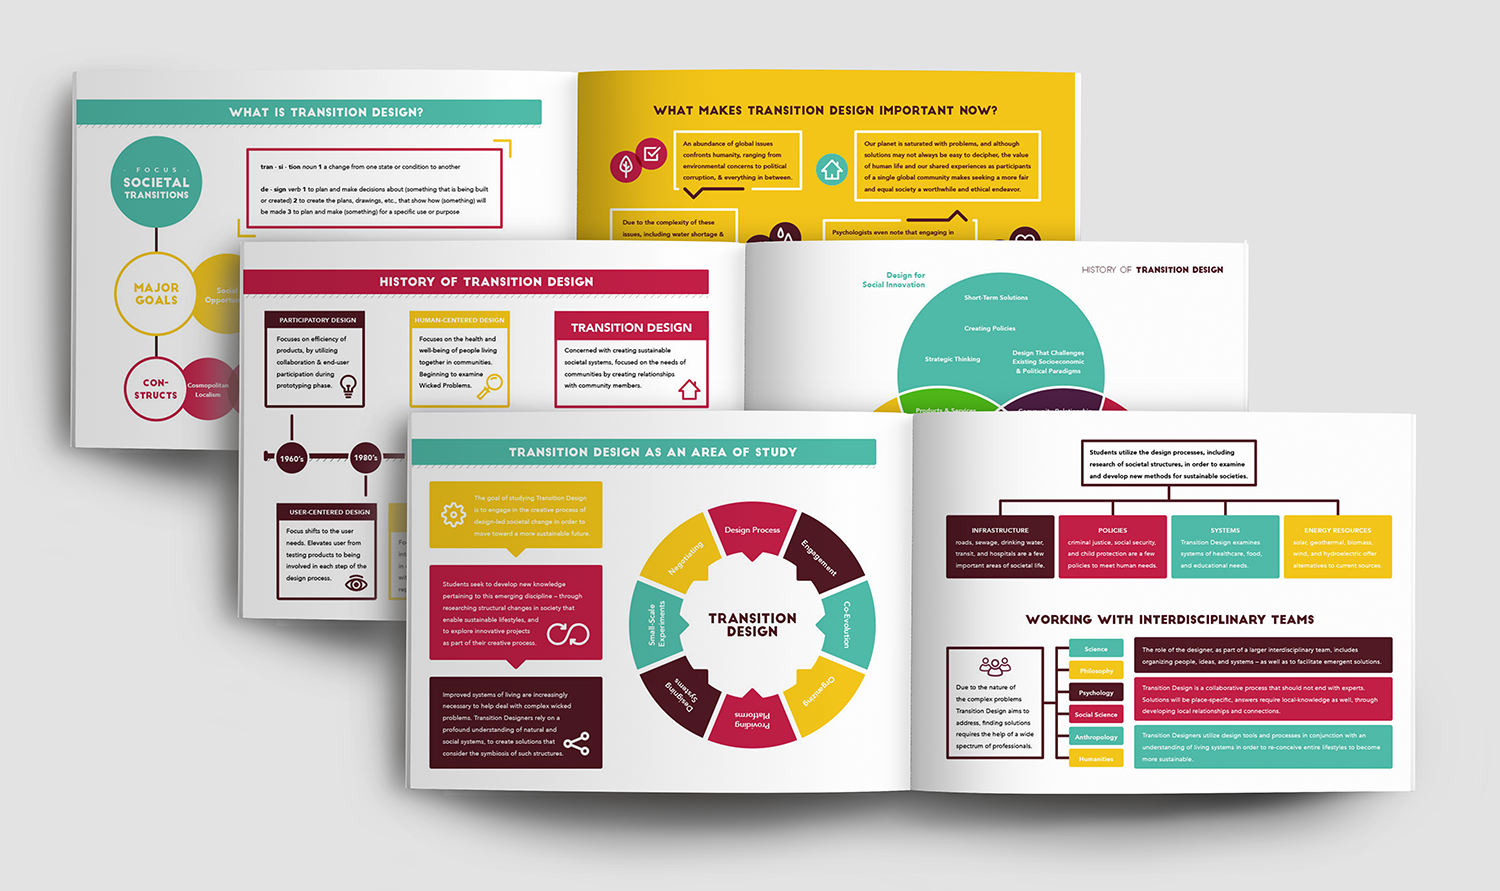 WHAT IS TRANSITION DESIGN?
· FOCUS ·
SOCIETAL
TRANSITIONS
tran · si · tion noun 1 a change from one state or condition to another
de · sign verb 1 to plan and make decisions about (something that is being built
or created) 2 to create the plans, drawings, etc., that show how (something) will
be made 3 to plan and make (something) for a specific use or purpose
MAJOR
GOALS
Social
CON-
STRUCTS
Cosmopolitan
Localism
WHAT MAKES TRANSITION DESIGN IMPORTANT NOW?
An abundance of global issues
confronts humanity, ranging from
environmental concerns to political
corruption, & everything in between.
Our planet is saturated with problems, and although
solutions may not always be easy to decipher, the value
of human life and our shared experiences as participants
of a single global community makes seeking a more fair
and equal society a worthwhile and ethical endeavor.
Due to the complexity of these
issues, including water shortage &
Psychologists even note that engaging in
HISTORY OF TRANSITION DESIGN
PARTICIPATORY DESIGN
Focuses on efficiency of
products, by utilizing
collaboration & end-user
participation during
prototyping phase.
HUMAN-CENTERED DESIGN
Focuses on the health and
well-being of people living
together in communities.
Beginning to examine
Wicked Problems.
TRANSITION DESIGN
Concerned with creating sustainable
societal systems, focused on the needs of
communities by creating relationships
with community members.
1960's
1980's
USER-CENTERED DESIGN
Focus shifts to the user
needs. Elevates user from
testing products to being
involved in each step of the
design process.
HISTORY OF TRANSITION DESIGN
Design for
Social Innovation
Short-Term Solutions
Creating Policies
Strategic Thinking
Design That Challenges
Existing Socioeconomic
& Political Paradigms
Products & Services
TRANSITION DESIGN AS AN AREA OF STUDY
The goal of studying Transition Design
is to engage in the creative process of
design-led societal change in order to
move toward a more sustainable future.
Students seek to develop new knowledge
pertaining to this emerging discipline – through
researching structural changes in society that
enable sustainable lifestyles, and
to explore innovative projects
as part of their creative process.
Improved systems of living are increasingly
necessary to help deal with complex wicked
problems. Transition Designers rely on a
profound understanding of natural and
social systems, to create solutions that
consider the symbiosis of such structures.
Design Process
Engagement
Co-Evolution
Organizing
Providing
Platforms
Designing
Systems
Small-Scale
Experiments
Negotiating
TRANSITION
DESIGN
Students utilize the design processes, including
research of societal structures, in order to examine
and develop new methods for sustainable societies.
INFRASTRUCTURE
roads, sewage, drinking water,
transit, and hospitals are a few
important areas of societal life.
POLICIES
criminal justice, social security,
and child protection are a few
policies to meet human needs.
SYSTEMS
Transition Design examines
systems of healthcare, food,
and educational needs.
ENERGY RESOURCES
solar, geothermal, biomass,
wind, and hydroelectric offer
alternatives to current sources.
WORKING WITH INTERDISCIPLINARY TEAMS
Due to the nature of
the complex problems
Transition Design aims to
address, finding solutions
requires the help of a wide
spectrum of professionals.
Science
Philosophy
Psychology
Social Science
Anthropology
Humanities
The role of the designer, as part of a larger interdisciplinary team, includes
organizing people, ideas, and systems – as well as to facilitate emergent solutions.
Transition Design is a collaborative process that should not end with experts.
Solutions will be place-specific, answers require local-knowledge as well, through
developing local relationships and connections.
Transition Designers utilize design tools and processes in conjunction with an
understanding of living systems in order to re-conceive entire lifestyles to become
more sustainable.